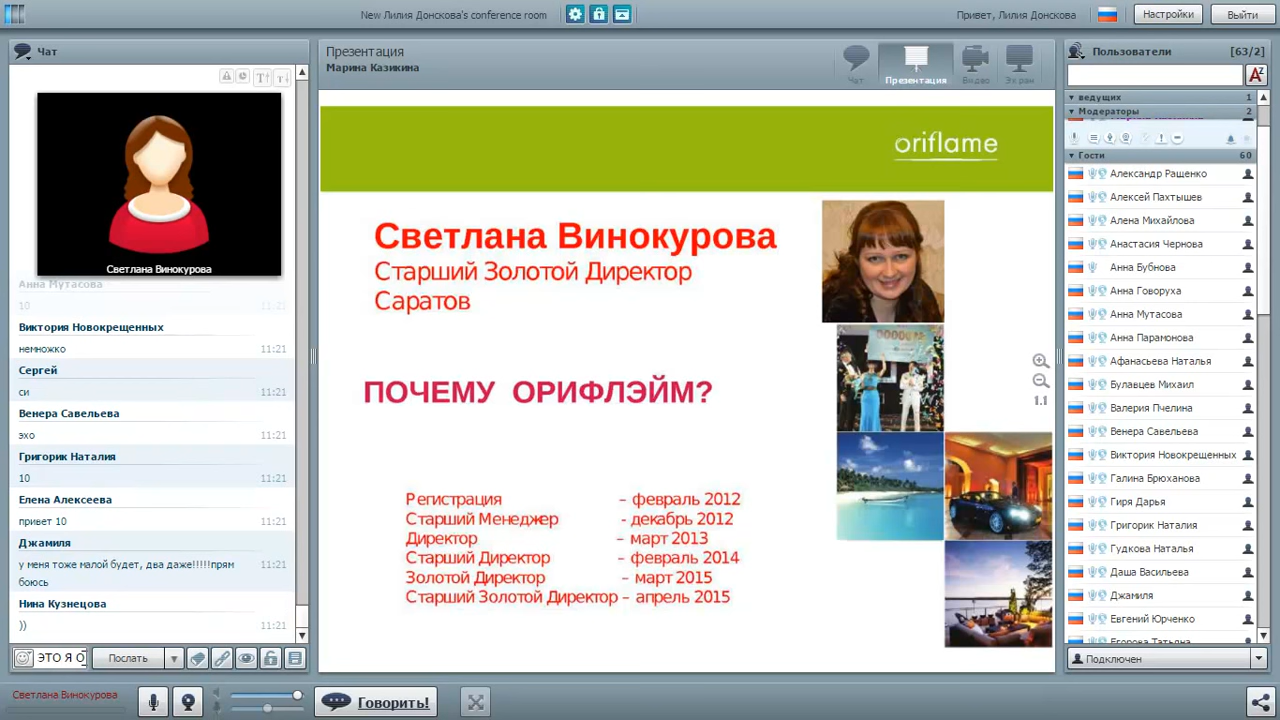 New Лилия Донскова's conference room
Привет, Лилия Донскова
Настройки
Выйти
Чат
Светлана Винокурова
Анна Мутасова
10 11:21
Виктория Новокрещенных
немножко 11:21
Сергей
си 11:21
Венера Савельева
эхо 11:21
Григорик Наталия
10 11:21
Елена Алексеева
привет 10 11:21
Джамиля
у меня тоже малой будет, два даже!!!!!прям 11:21
боюсь
Нина Кузнецова
)) 11:21
ЭТО Я О
Послать
Светлана Винокурова
Говорить!
Презентация
Марина Казикина
Чат
Презентация
Видео
Экран
oriflame
Светлана Винокурова
Старший Золотой Директор
Саратов
ПОЧЕМУ ОРИФЛЭЙМ?
Регистрация – февраль 2012
Старший Менеджер - декабрь 2012
Директор – март 2013
Старший Директор – февраль 2014
Золотой Директор – март 2015
Старший Золотой Директор – апрель 2015
1.1
Пользователи [63/2]
ведущих 1
Модераторы 2
Гости 60
Александр Ращенко
Алексей Пахтышев
Алена Михайлова
Анастасия Чернова
Анна Бубнова
Анна Говоруха
Анна Мутасова
Анна Парамонова
Афанасьева Наталья
Булавцев Михаил
Валерия Пчелина
Венера Савельева
Виктория Новокрещенных
Галина Брюханова
Гиря Дарья
Григорик Наталия
Гудкова Наталья
Даша Васильева
Джамиля
Евгений Юрченко
Егорова Татьяна
Подключен